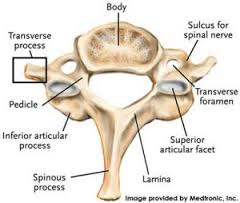 Body
Transverse
process
Sulcus for
spinal nerve
Pedicle
Transverse
foramen
Inferior articular
process
Superior
articular facet
Spinous
process
Lamina
Image provided by Medtronic, Inc.